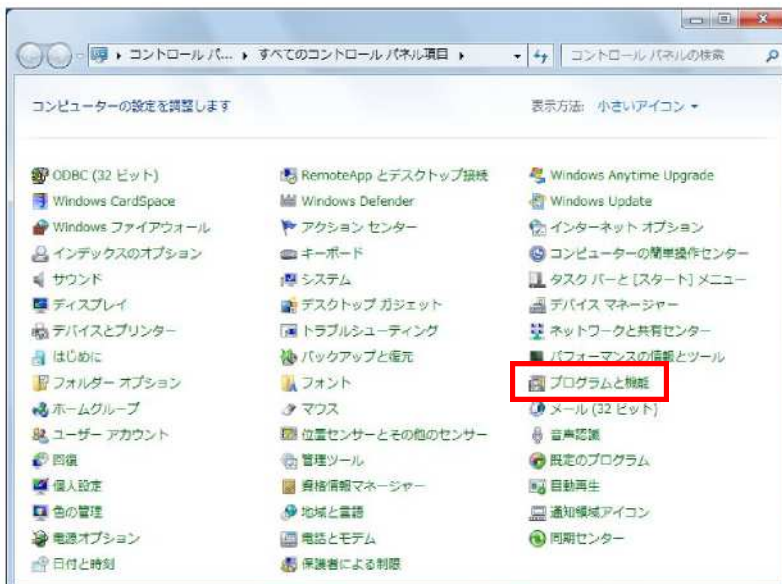 コントロール パ... ▸ すべてのコントロール パネル項目 ▸ コントロール パネルの検索
コンピューターの設定を調整します 表示方法: 小さいアイコン
ODBC (32 ビット) RemoteApp とデスクトップ接続 Windows Anytime Upgrade
Windows CardSpace Windows Defender Windows Update
Windows ファイアウォール アクション センター インターネット オプション
インデックスのオプション キーボード コンピューターの簡単操作センター
サウンド システム タスク バーと [スタート] メニュー
ディスプレイ デスクトップ ガジェット デバイス マネージャー
デバイスとプリンター トラブルシューティング ネットワークと共有センター
はじめに バックアップと復元 パフォーマンスの情報とツール
フォルダー オプション フォント プログラムと機能
ホームグループ マウス メール (32 ビット)
ユーザー アカウント 位置センサーとその他のセンサー 音声認識
回復 管理ツール 既定のプログラム
個人設定 資格情報マネージャー 自動再生
色の管理 地域と言語 通知領域アイコン
電源オプション 電話とモデム 同期センター
日付と時刻 保護者による制限